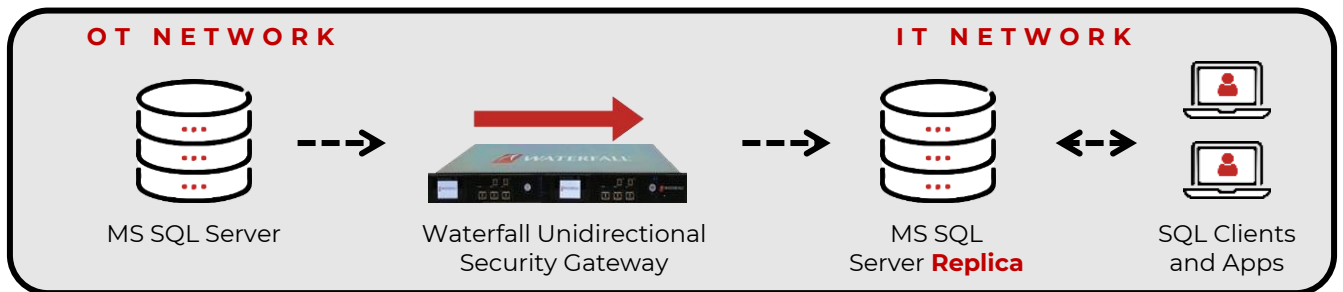 OT NETWORK
IT NETWORK
WATERFALL
MS SQL Server
Waterfall Unidirectional
Security Gateway
MS SQL
Server Replica
SQL Clients
and Apps